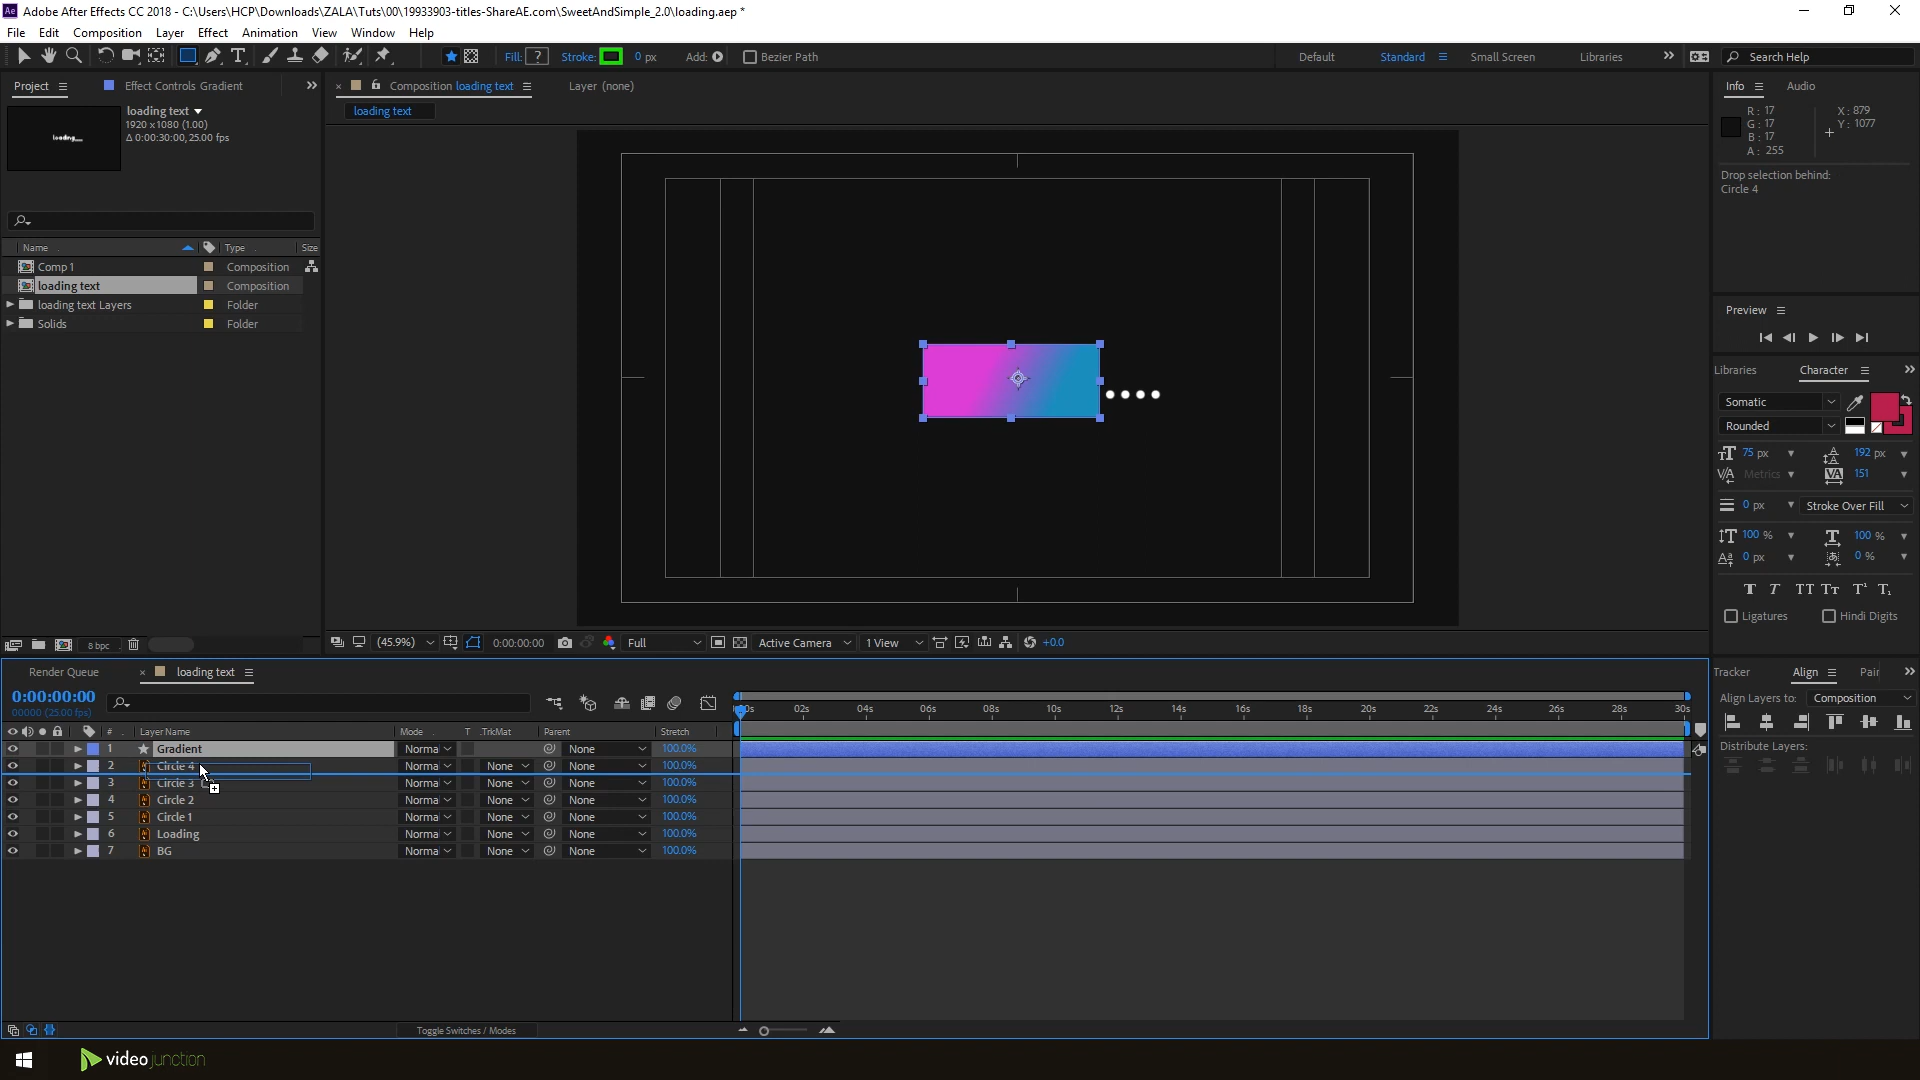 Ae Adobe After Effects CC 2018 - C:\Users\HCP\Downloads\ZALA\Tuts\00\19933903-titles-ShareAE.com\SweetAndSimple_2.0\loading.aep *
File Edit Composition Layer Effect Animation View Window Help
Fill: ? Stroke: 0 px Add: Bezier Path Default Standard Small Screen Libraries Search Help
Project Effect Controls Gradient Composition loading text Layer (none) Info Audio
loading text
1920 x 1080 (1.00)
Δ 0:00:30:00, 25.00 fps
loading text
R: 17 X: 879
G: 17 Y: 1077
B: 17
A: 255
Drop selection behind:
Circle 4
Name Type Size
Comp 1 Composition
loading text Composition
loading text Layers Folder
Solids Folder
Preview
Libraries Character
Somatic
Rounded
75 px 192 px
Metrics 151
0 px Stroke Over Fill
100 % 100 %
0 px 0 %
Ligatures Hindi Digits
8 bpc (45.9%) 0:00:00:00 Full Active Camera 1 View +0.0
Render Queue loading text Tracker Align Pair
0:00:00:00
00000 (25.00 fps)
Align Layers to: Composition
02s 04s 06s 08s 10s 12s 14s 16s 18s 20s 22s 24s 26s 28s 30s
# Layer Name Mode T .TrkMat Parent Stretch
Distribute Layers:
1 Gradient Norma None 100.0%
2 Circle 4 Norma None None 100.0%
3 Circle 3 Norma None None 100.0%
4 Circle 2 Norma None None 100.0%
5 Circle 1 Norma None None 100.0%
6 Loading Norma None None 100.0%
7 BG Norma None None 100.0%
Toggle Switches / Modes
video junction